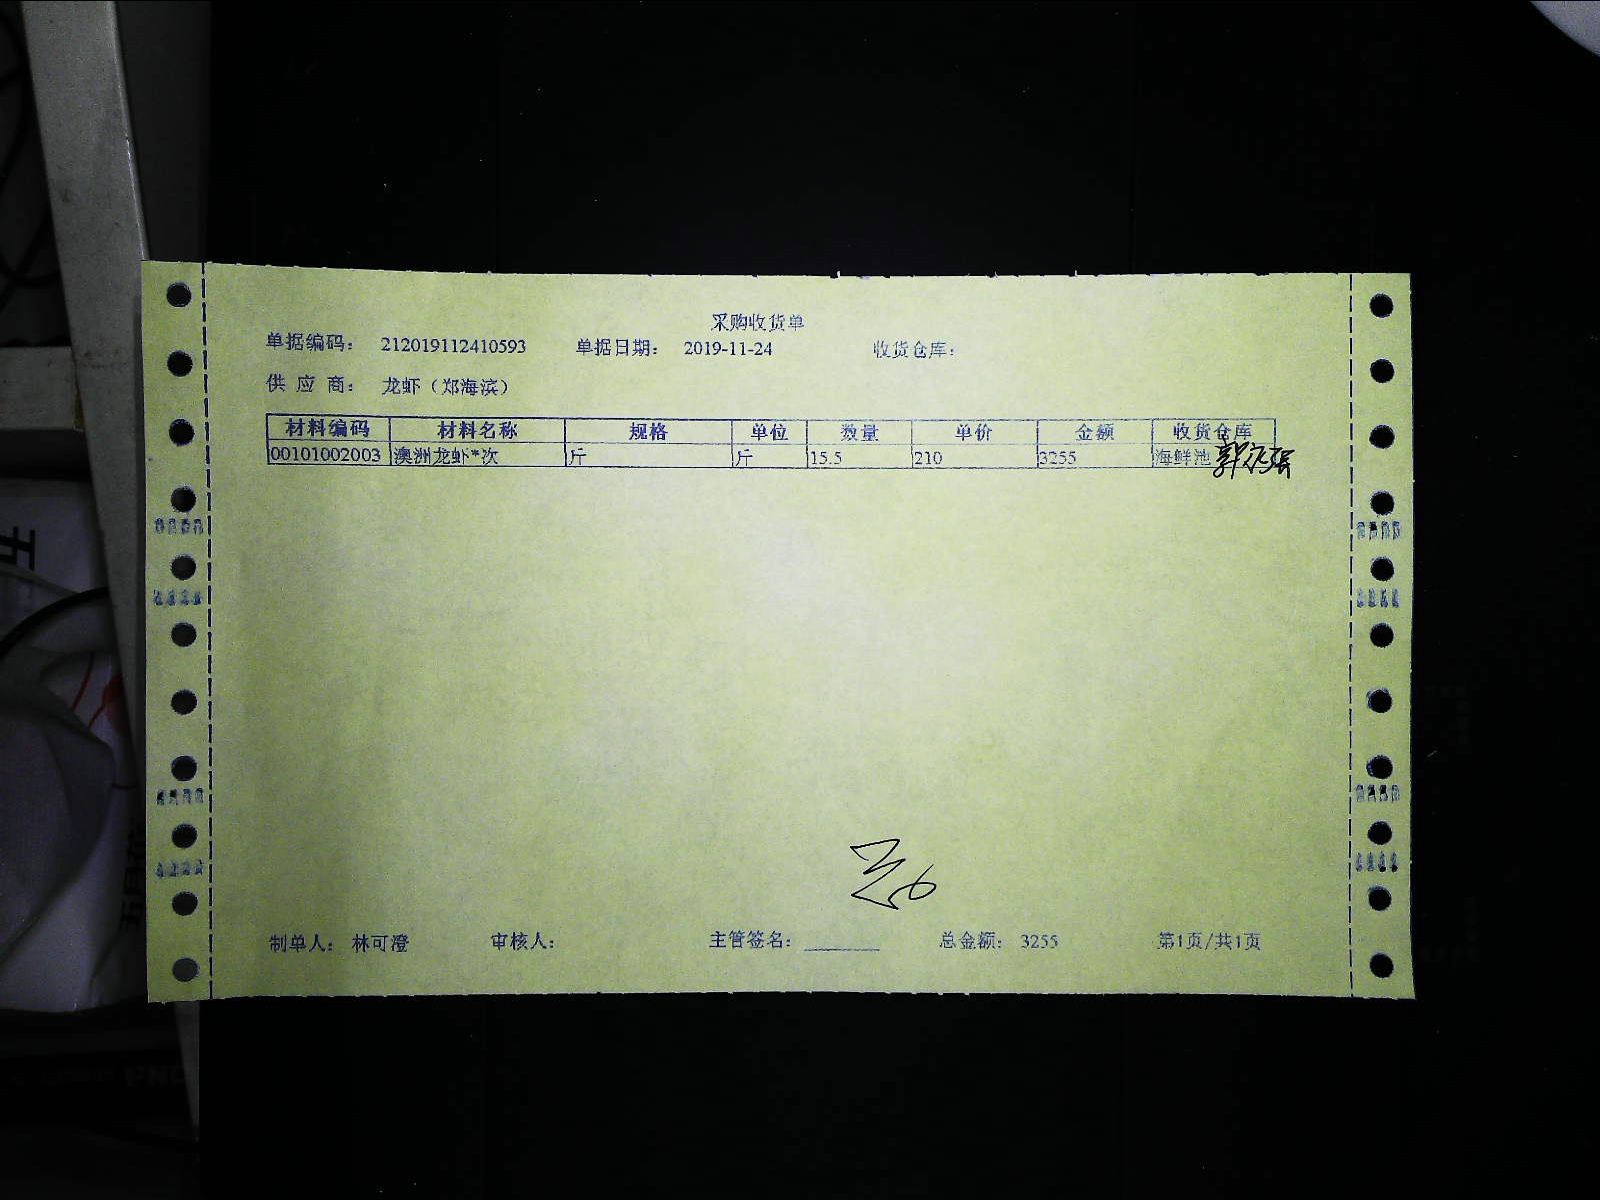 采购收货单
单据编码： 212019112410593 单据日期： 2019-11-24 收货仓库：
供 应 商： 龙虾（郑海滨）
材料编码 材料名称 规格 单位 数量 单价 金额 收货仓库
00101002003 澳洲龙虾*次 斤 斤 15.5 210 3255 海鲜池
制单人： 林可澄 审核人： 主管签名： 总金额： 3255 第1页/共1页
五